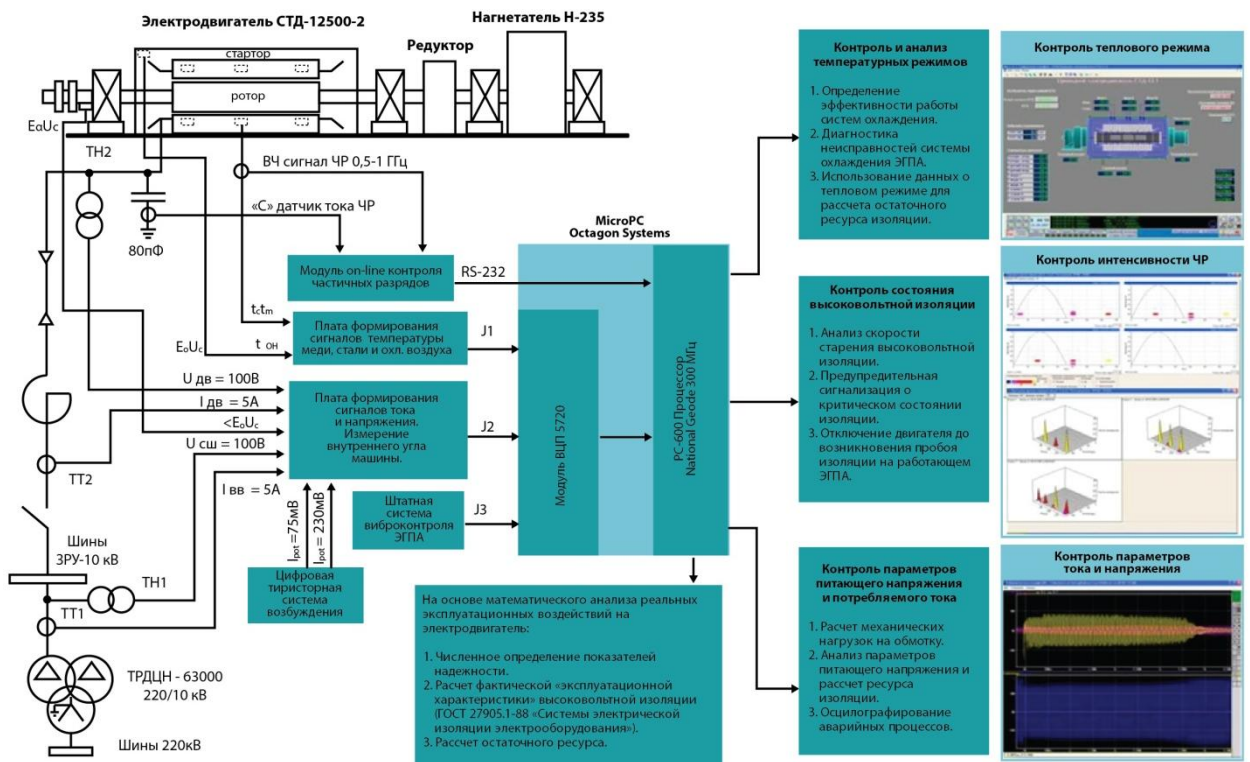 Электродвигатель СТД-12500-2
Нагнетатель Н-235
Редуктор
стартор
ротор
EоUс
ТН2
ВЧ сигнал ЧР 0,5-1 ГГц
«С» датчик тока ЧР
80пФ
MicroPC
Octagon Systems
Модуль on-line контроля
частичных разрядов
RS-232
tсtm
Плата формирования
сигналов температуры
меди, стали и охл. воздуха
J1
EоUс
t он
U дв = 100В
I дв = 5А
<EоUс
U сш = 100В
I вв = 5А
Плата формирования
сигналов тока
и напряжения.
Измерение
внутреннего угла
машины.
J2
ТТ2
Штатная
система
виброконтроля
ЭГПА
J3
Iрот = 75мВ
Iрот = 230мВ
Цифровая
тиристорная
система
возбуждения
Модуль ВЦП 5720
PC-600 Процессор
National Geode 300 МГц
Шины
ЗРУ-10 кВ
ТН1
ТТ1
ТРДЦН - 63000
220/10 кВ
Шины 220кВ
На основе математического анализа реальных
эксплуатационных воздействий на
электродвигатель:
1. Численное определение показателей
надежности.
2. Расчет фактической «эксплуатационной
характеристики» высоковольтной изоляции
(ГОСТ 27905.1-88 «Системы электрической
изоляции электрооборудования»).
3. Рассчет остаточного ресурса.
Контроль и анализ
температурных режимов
1. Определение
эффективности работы
систем охлаждения.
2. Диагностика
неисправностей системы
охлаждения ЭГПА.
3. Использование данных о
тепловом режиме для
рассчета остаточного
ресурса изоляции.
Контроль состояния
высоковольтной изоляции
1. Анализ скорости
старения высоковольтной
изоляции.
2. Предупредительная
сигнализация о
критическом состоянии
изоляции.
3. Отключение двигателя до
возникновения пробоя
изоляции на работающем
ЭГПА.
Контроль параметров
питающего напряжения
и потребляемого тока
1. Расчет механических
нагрузок на обмотку.
2. Анализ параметров
питающего напряжения и
рассчет ресурса
изоляции.
3. Осцилографирование
аварийных процессов.
Контроль теплового режима
Контроль интенсивности ЧР
Контроль параметров
тока и напряжения